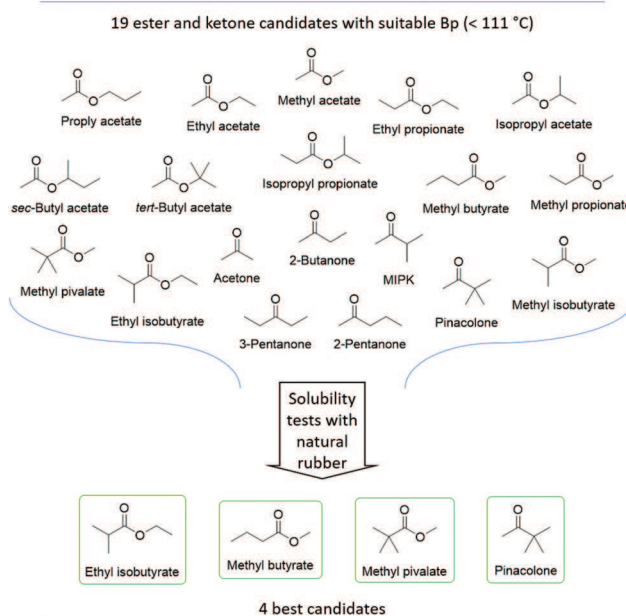 19 ester and ketone candidates with suitable Bp (< 111 °C)
Proply acetate
Ethyl acetate
Methyl acetate
Ethyl propionate
Isopropyl acetate
sec-Butyl acetate
tert-Butyl acetate
Isopropyl propionate
Methyl butyrate
Methyl propionate
Methyl pivalate
Ethyl isobutyrate
Acetone
2-Butanone
MIPK
Pinacolone
Methyl isobutyrate
3-Pentanone
2-Pentanone
Solubility
tests with
natural
rubber
Ethyl isobutyrate
Methyl butyrate
Methyl pivalate
Pinacolone
4 best candidates